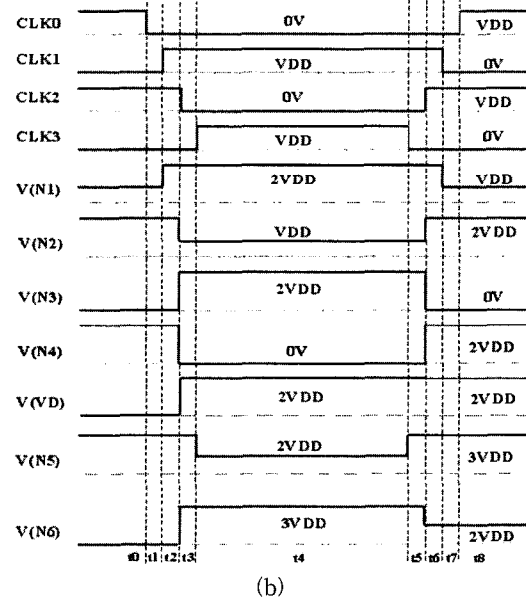 CLK0 0V VDD
CLK1 VDD 0V
CLK2 0V VDD
CLK3 VDD 0V
V(N1) 2VDD VDD
V(N2) VDD 2VDD
V(N3) 2VDD 0V
V(N4) 0V 2VDD
V(VD) 2VDD 2VDD
V(N5) 2VDD 3VDD
V(N6) 3VDD 2VDD
t0 t1 t2 t3 t4 t5 t6 t7 t8
(b)